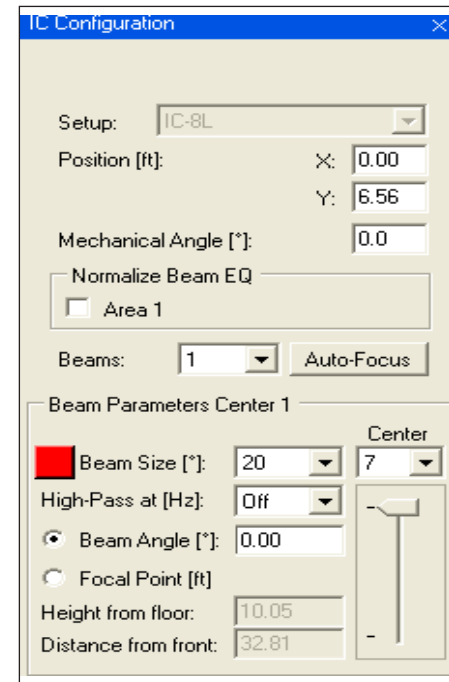 IC Configuration
Setup: IC-8L
Position [ft]: X: 0.00
Y: 6.56
Mechanical Angle [°]: 0.0
Normalize Beam EQ
Area 1
Beams: 1 Auto-Focus
Beam Parameters Center 1
Center
Beam Size [°]: 20 7
High-Pass at [Hz]: Off
Beam Angle [°]: 0.00
Focal Point [ft]
Height from floor: 10.05
Distance from front: 32.81